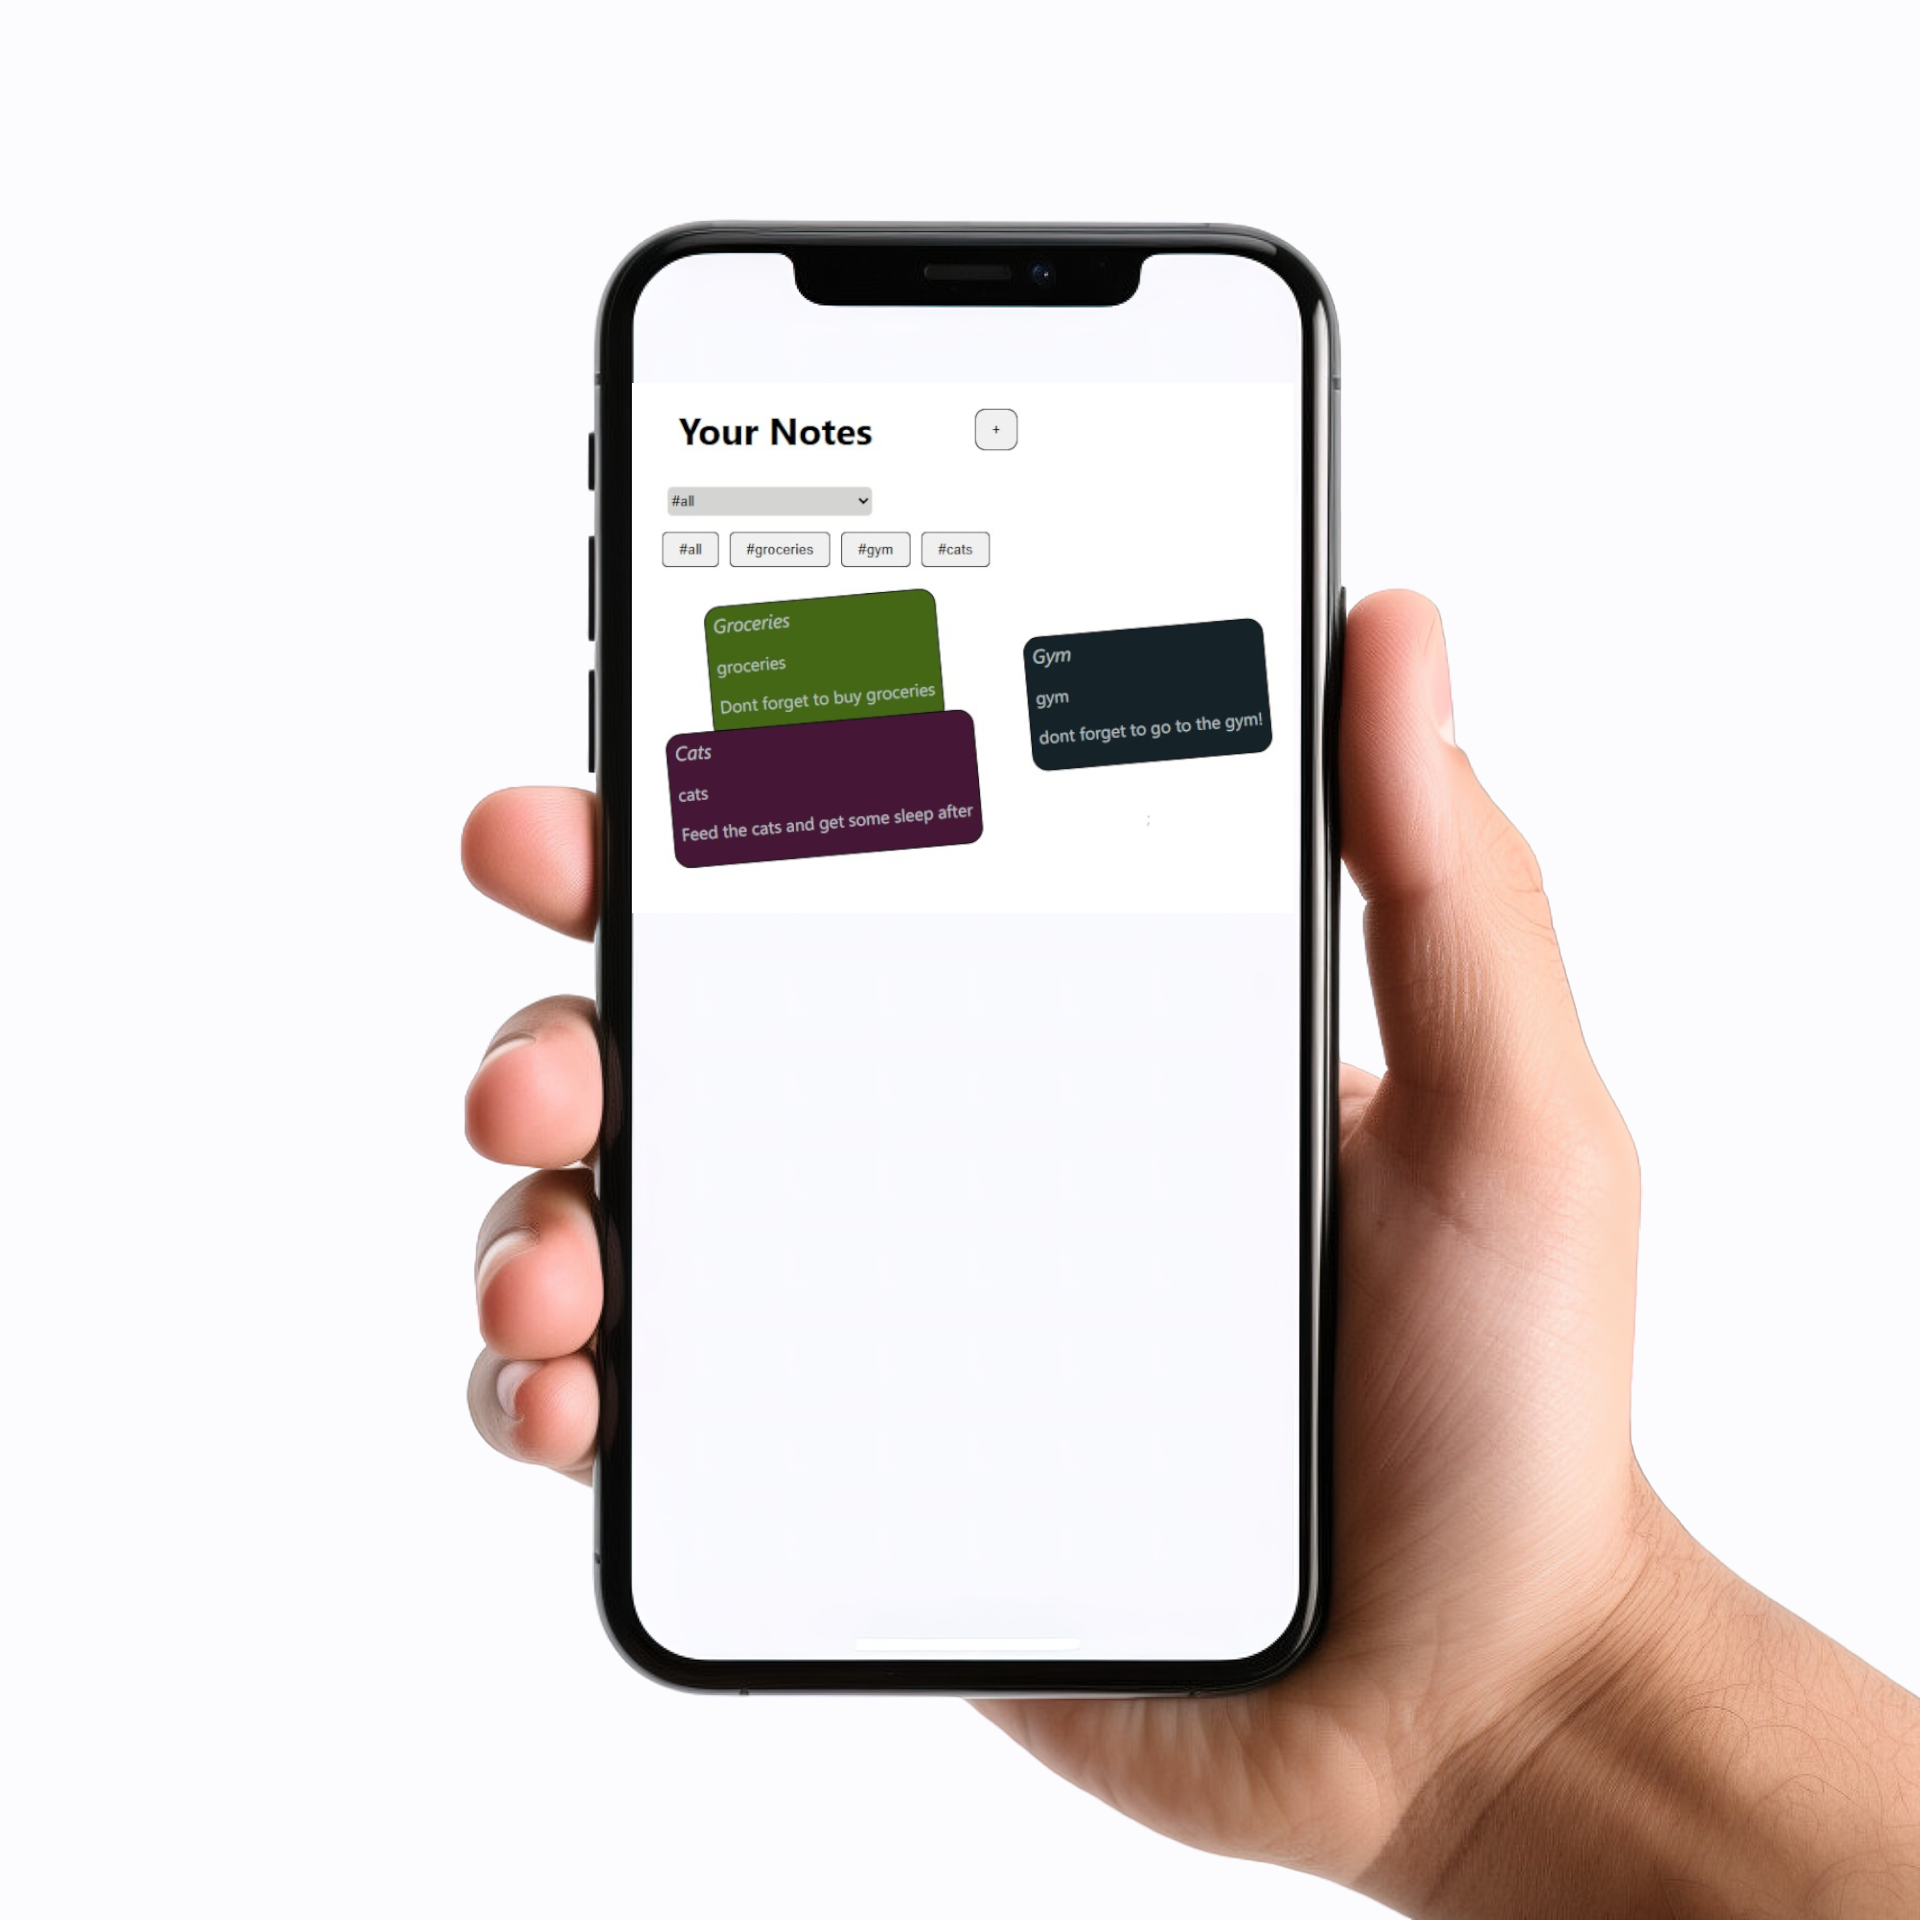 Your Notes
+
#all
#all #groceries #gym #cats
Groceries
groceries
Dont forget to buy groceries
Gym
gym
dont forget to go to the gym!
Cats
cats
Feed the cats and get some sleep after
;